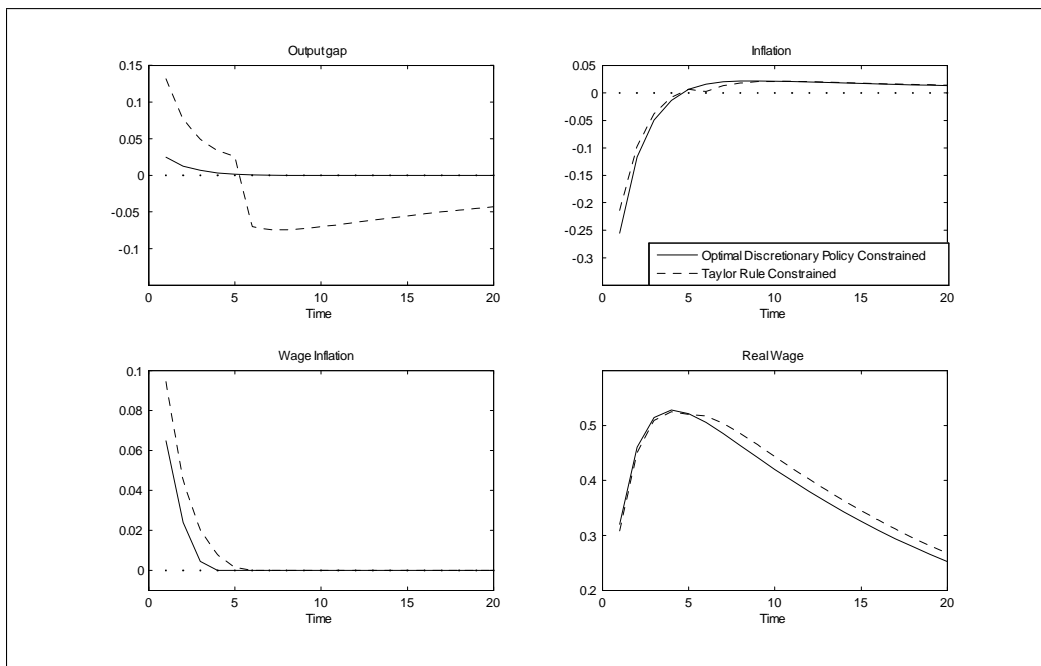 Output gap
0.15
0.1
0.05
0
-0.05
-0.1
0 5 10 15 20
Time
Inflation
0.05
0
-0.05
-0.1
-0.15
-0.2
-0.25
-0.3
Optimal Discretionary Policy Constrained
Taylor Rule Constrained
0 5 10 15 20
Time
Wage Inflation
0.1
0.08
0.06
0.04
0.02
0
0 5 10 15 20
Time
Real Wage
0.5
0.4
0.3
0.2
0 5 10 15 20
Time